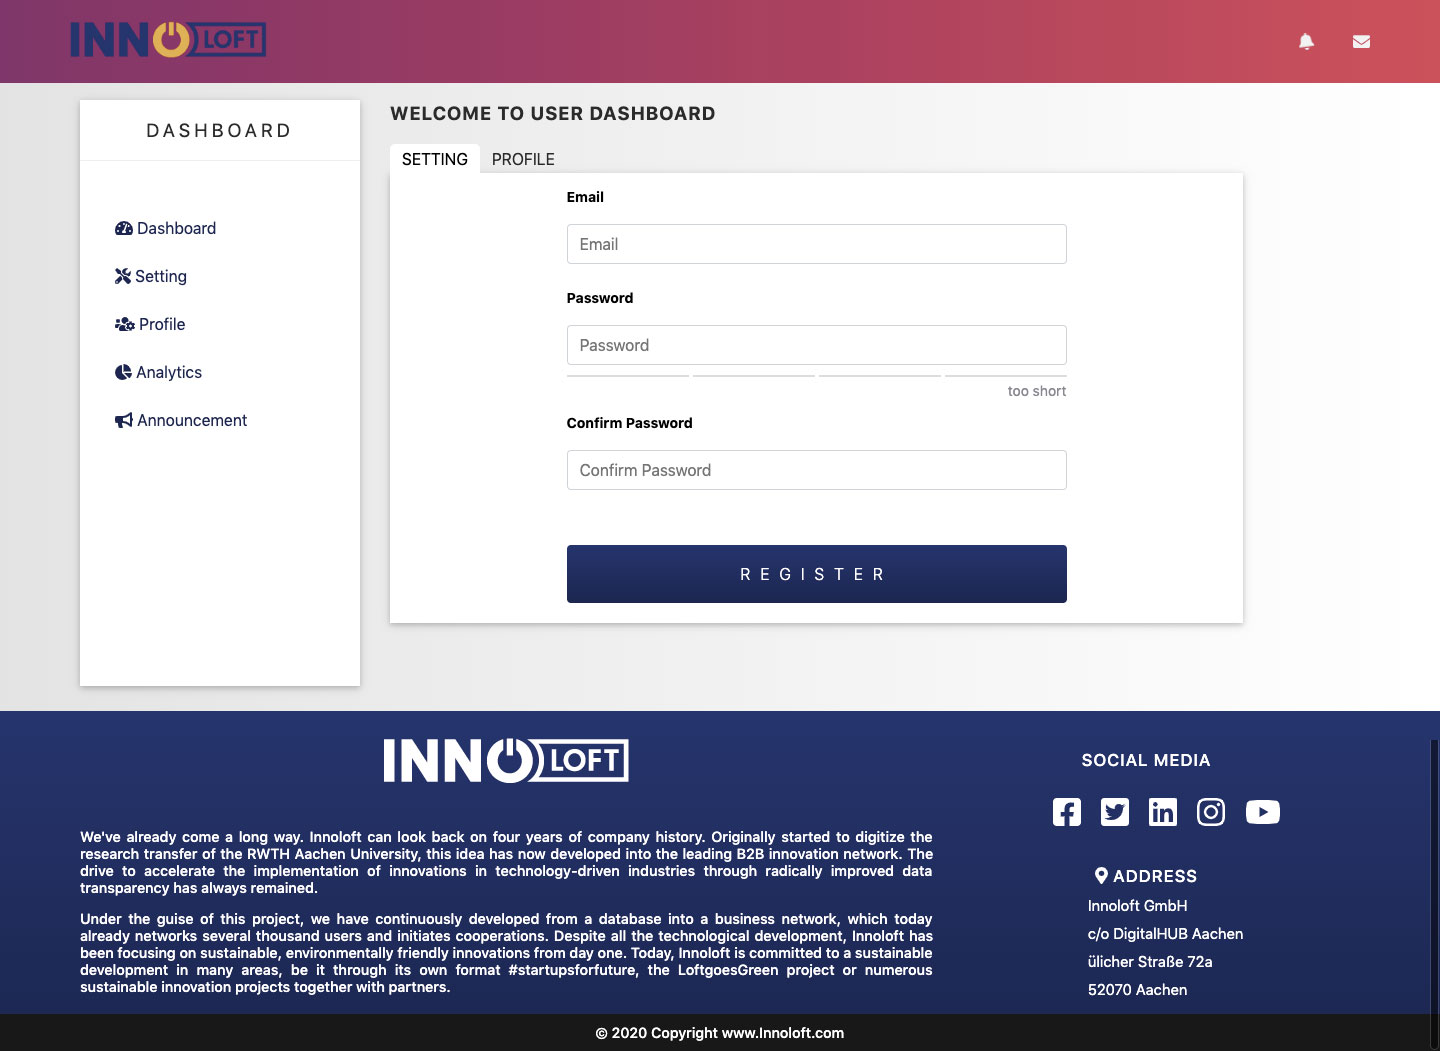 INNOLOFT
DASHBOARD
Dashboard
Setting
Profile
Analytics
Announcement
WELCOME TO USER DASHBOARD
SETTING PROFILE
Email
Email
Password
Password
too short
Confirm Password
Confirm Password
REGISTER
INNOLOFT
We've already come a long way. Innoloft can look back on four years of company history. Originally started to digitize the
research transfer of the RWTH Aachen University, this idea has now developed into the leading B2B innovation network. The
drive to accelerate the implementation of innovations in technology-driven industries through radically improved data
transparency has always remained.
Under the guise of this project, we have continuously developed from a database into a business network, which today
already networks several thousand users and initiates cooperations. Despite all the technological development, Innoloft has
been focusing on sustainable, environmentally friendly innovations from day one. Today, Innoloft is committed to a sustainable
development in many areas, be it through its own format #startupsforfuture, the LoftgoesGreen project or numerous
sustainable innovation projects together with partners.
SOCIAL MEDIA
ADDRESS
Innoloft GmbH
c/o DigitalHUB Aachen
ülicher Straße 72a
52070 Aachen
© 2020 Copyright www.Innoloft.com